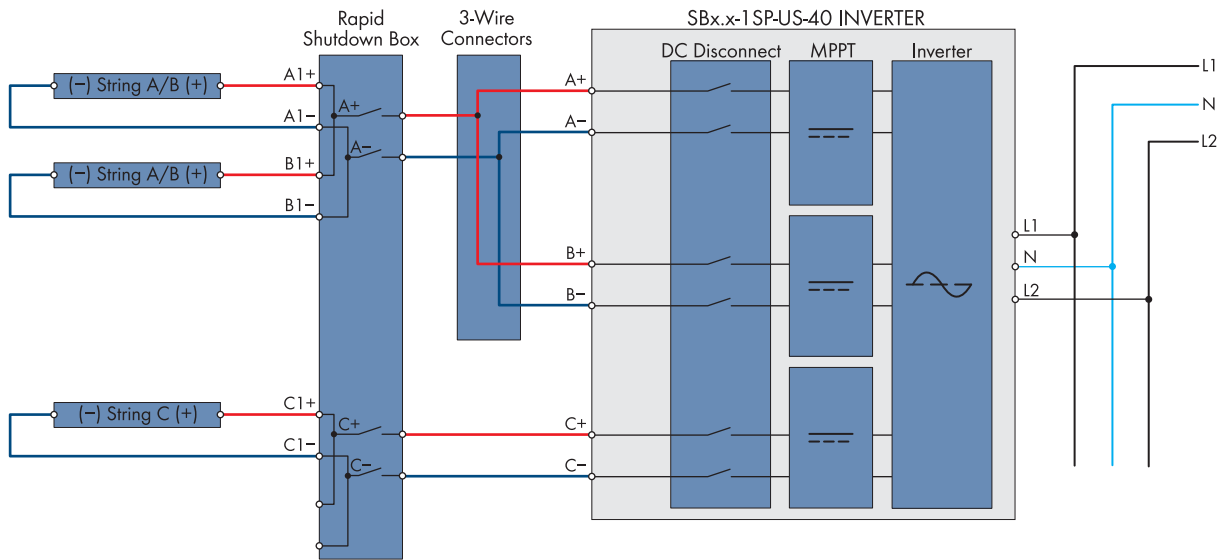 Rapid
Shutdown Box
3-Wire
Connectors
SBx.x-1SP-US-40 INVERTER
DC Disconnect
MPPT
Inverter
(−) String A/B (+)
A1+
A1−
A+
A−
A+
A−
L1
N
L2
(−) String A/B (+)
B1+
B1−
B+
B−
L1
N
L2
(−) String C (+)
C1+
C1−
C+
C−
C+
C−